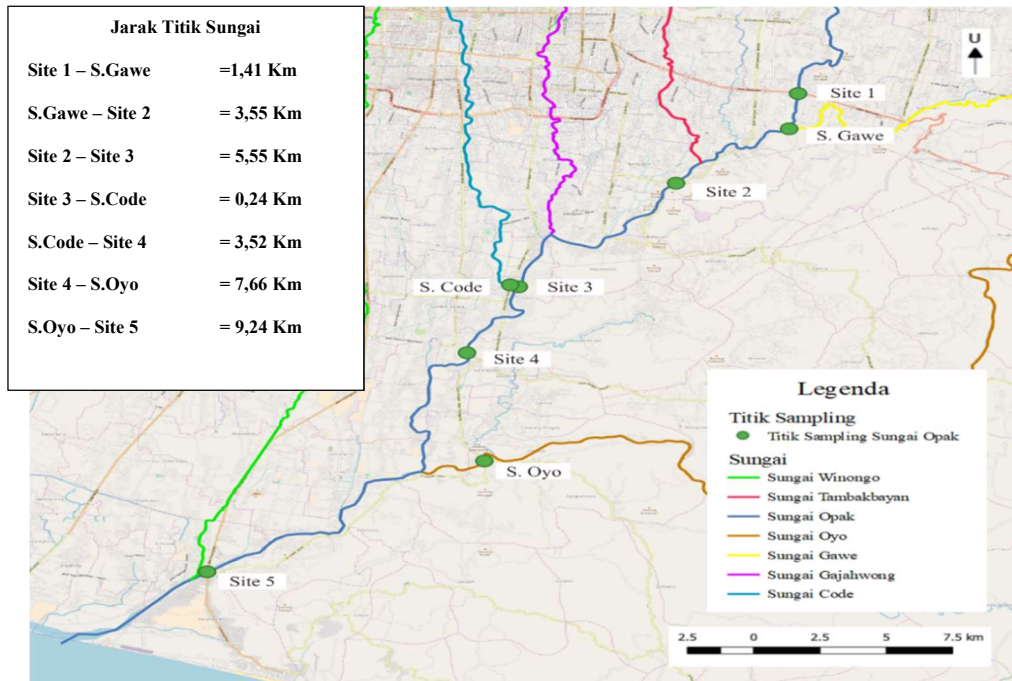 Jarak Titik Sungai
Site 1 – S.Gawe =1,41 Km
S.Gawe – Site 2 = 3,55 Km
Site 2 – Site 3 = 5,55 Km
Site 3 – S.Code = 0,24 Km
S.Code – Site 4 = 3,52 Km
Site 4 – S.Oyo = 7,66 Km
S.Oyo – Site 5 = 9,24 Km
U
Site 1
S. Gawe
Site 2
S. Code
Site 3
Site 4
S. Oyo
Site 5
Legenda
Titik Sampling
Titik Sampling Sungai Opak
Sungai
Sungai Winongo
Sungai Tambakbayan
Sungai Opak
Sungai Oyo
Sungai Gawe
Sungai Gajahwong
Sungai Code
2.5 0 2.5 5 7.5 km